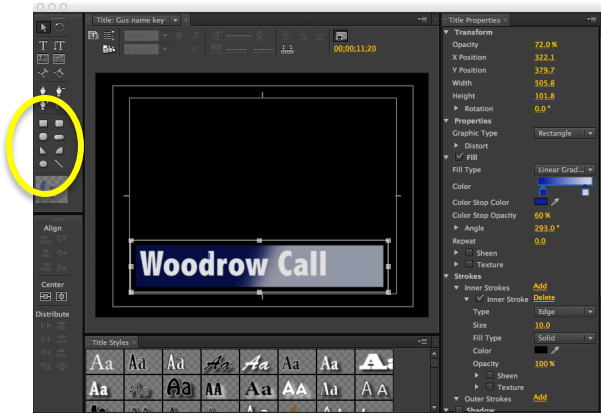 Title: Gus name key
00;00;11;20
Woodrow Call
Align
Center
Distribute
Title Styles
Aa Aa Aa Aa Aa Aa Aa Aa
Aa Aa Aa AA Aa AA Aa AA
Title Properties
Transform
Opacity 72.0 %
X Position 322.1
Y Position 379.7
Width 505.8
Height 101.8
Rotation 0.0 °
Properties
Graphic Type Rectangle
Distort
Fill
Fill Type Linear Grad...
Color
Color Stop Color
Color Stop Opacity 60 %
Angle 293.0 °
Repeat 0.0
Sheen
Texture
Strokes
Inner Strokes Add
Inner Stroke Delete
Type Edge
Size 10.0
Fill Type Solid
Color
Opacity 100 %
Sheen
Texture
Outer Strokes Add
Shadow